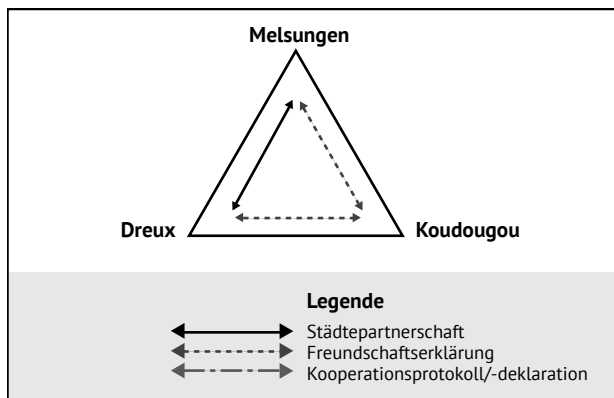 Melsungen
Dreux
Koudougou
Legende
Städtepartnerschaft
Freundschaftserklärung
Kooperationsprotokoll/-deklaration